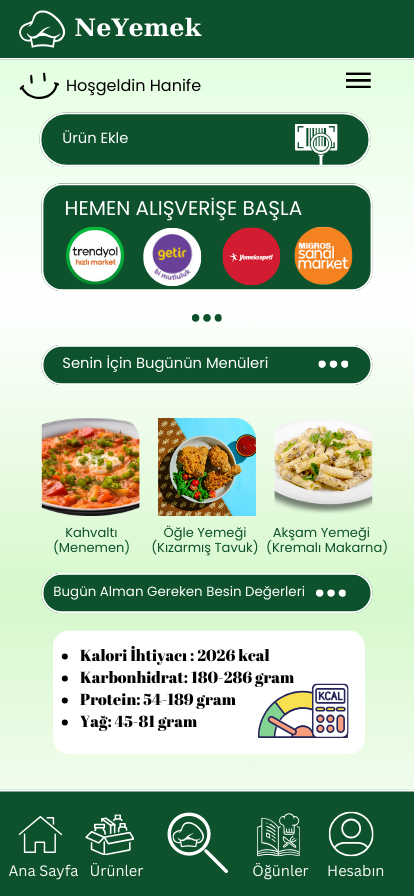 NeYemek
Hoşgeldin Hanife
Ürün Ekle
HEMEN ALIŞVERİŞE BAŞLA
trendyol
hızlı market
getir
bi mutluluk
yemeksepeti
MIGROS
sanal
market
Senin İçin Bugünün Menüleri
Kahvaltı
(Menemen)
Öğle Yemeği
(Kızarmış Tavuk)
Akşam Yemeği
(Kremalı Makarna)
Bugün Alman Gereken Besin Değerleri
• Kalori İhtiyacı : 2026 kcal
• Karbonhidrat: 180-286 gram
• Protein: 54-189 gram
• Yağ: 45-81 gram
KCAL
Ana Sayfa
Ürünler
Öğünler
Hesabın